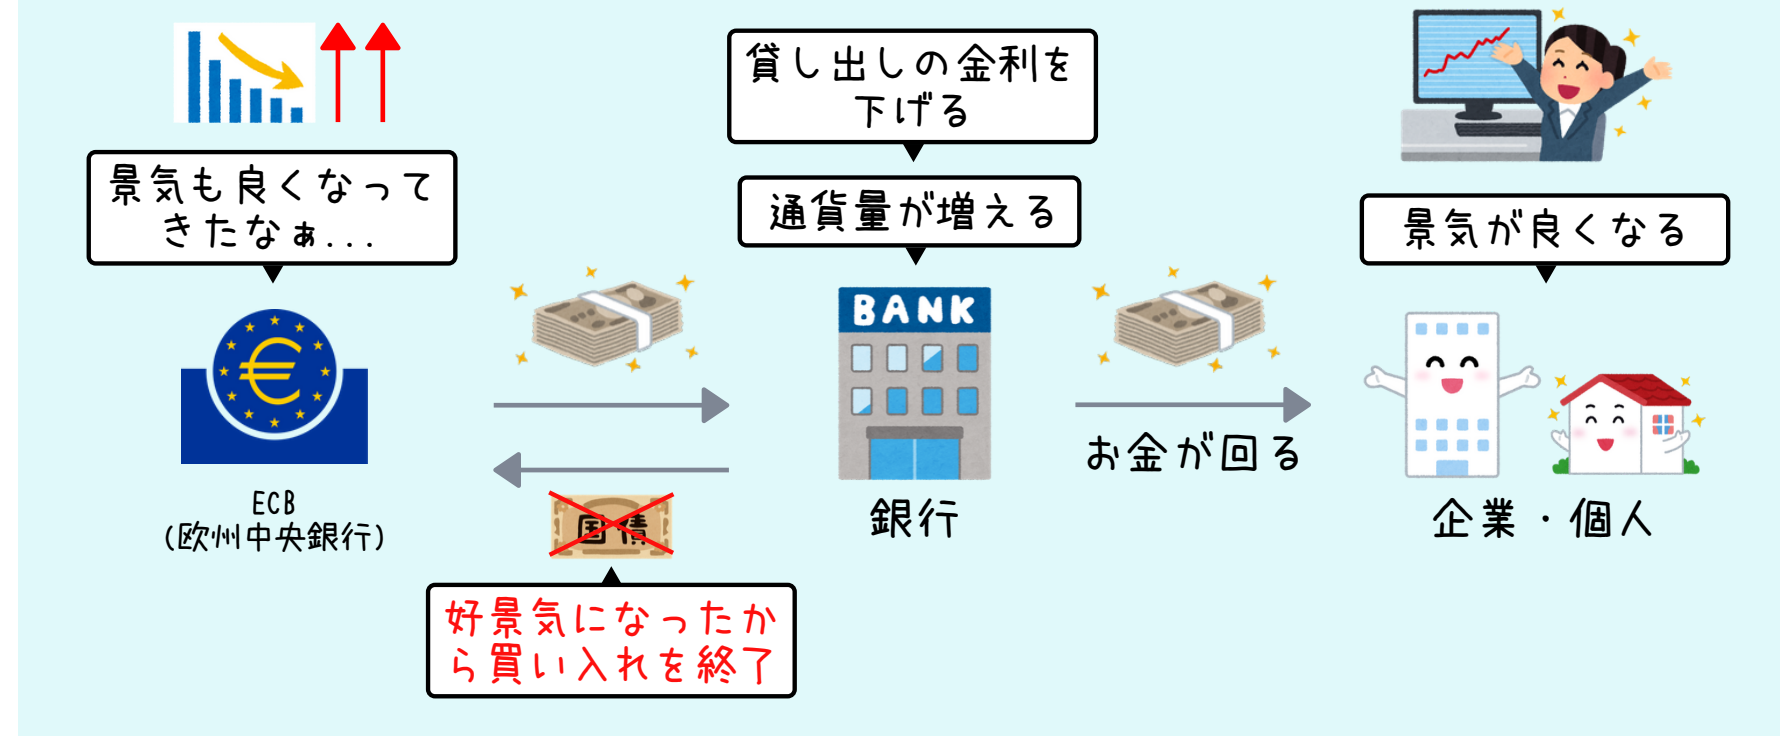 景気も良くなって
きたなぁ...
ECB
(欧州中央銀行)
国債
好景気になったか
ら買い入れを終了
貸し出しの金利を
下げる
通貨量が増える
BANK
銀行
お金が回る
景気が良くなる
企業・個人